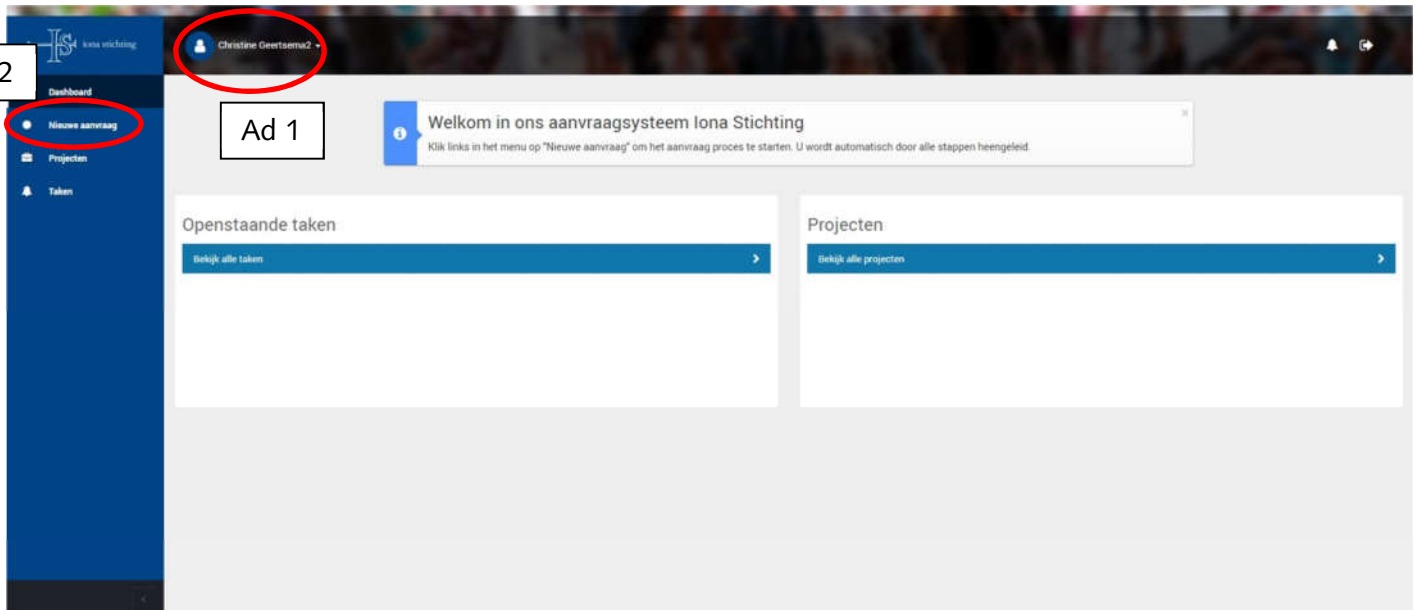 Iona stichting
Christine Geertsema2
2
Dashboard
Nieuwe aanvraag
Projecten
Taken
Ad 1
Welkom in ons aanvraagsysteem Iona Stichting
Klik links in het menu op "Nieuwe aanvraag" om het aanvraag proces te starten. U wordt automatisch door alle stappen heengeleid.
Openstaande taken
Bekijk alle taken
Projecten
Bekijk alle projecten